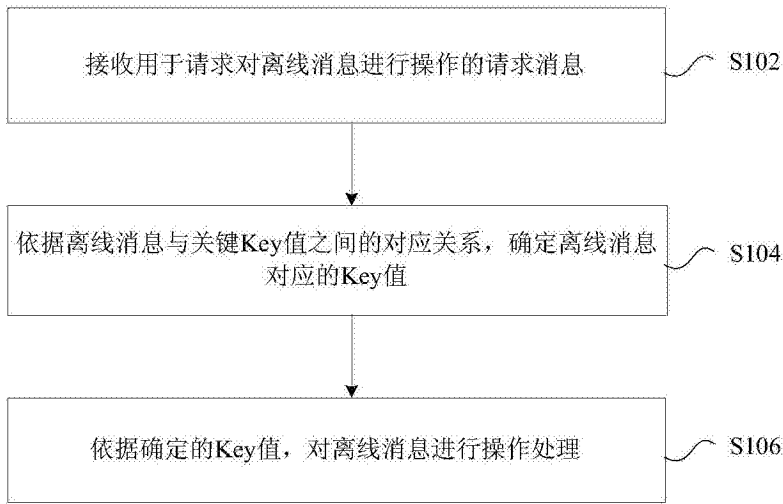 接收用于请求对离线消息进行操作的请求消息
S102
依据离线消息与关键Key值之间的对应关系，确定离线消息
对应的Key值
S104
依据确定的Key值，对离线消息进行操作处理
S106